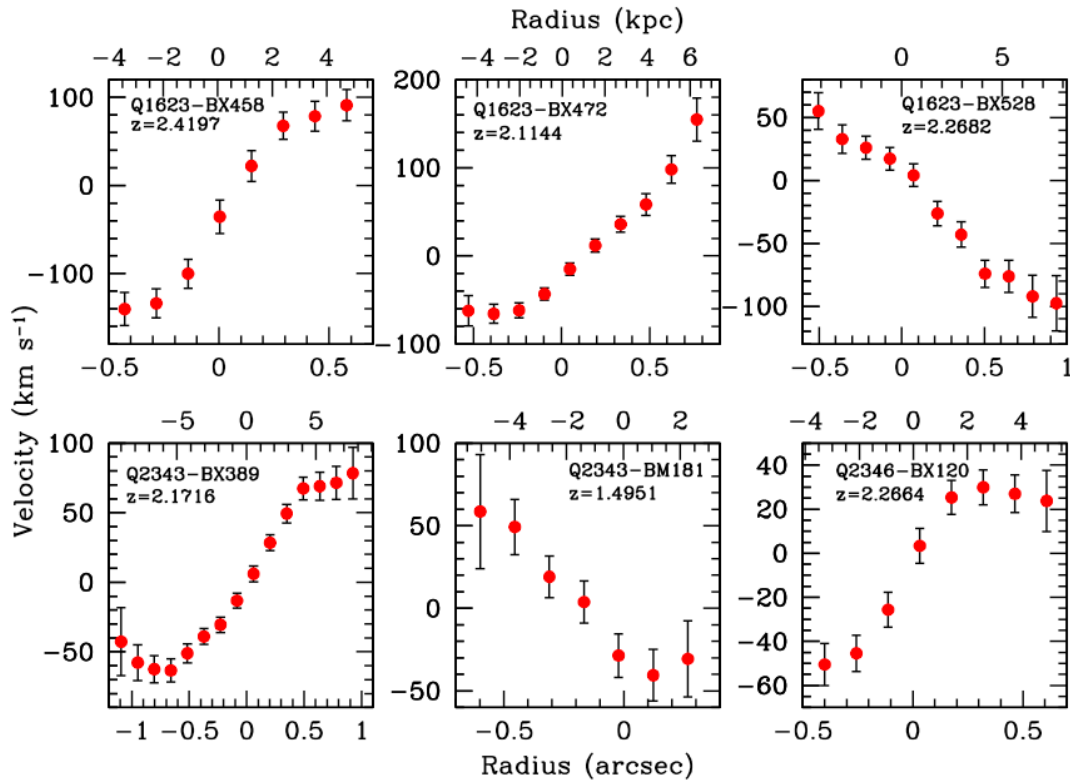 Radius (kpc)
−4 −2 0 2 4
−4 −2 0 2 4 6
0 5
Q1623−BX458
z=2.4197
100
0
−100
−0.5 0 0.5
Q1623−BX472
z=2.1144
200
100
0
−100
−0.5 0 0.5
Q1623−BX528
z=2.2682
50
0
−50
−100
−0.5 0 0.5 1
Velocity (km s⁻¹)
−5 0 5
−4 −2 0 2
−4 −2 0 2 4
Q2343−BX389
z=2.1716
100
50
0
−50
−1 −0.5 0 0.5 1
Q2343−BM181
z=1.4951
100
50
0
−50
−0.5 0
Q2346−BX120
z=2.2664
40
20
0
−20
−40
−60
−0.5 0 0.5
Radius (arcsec)